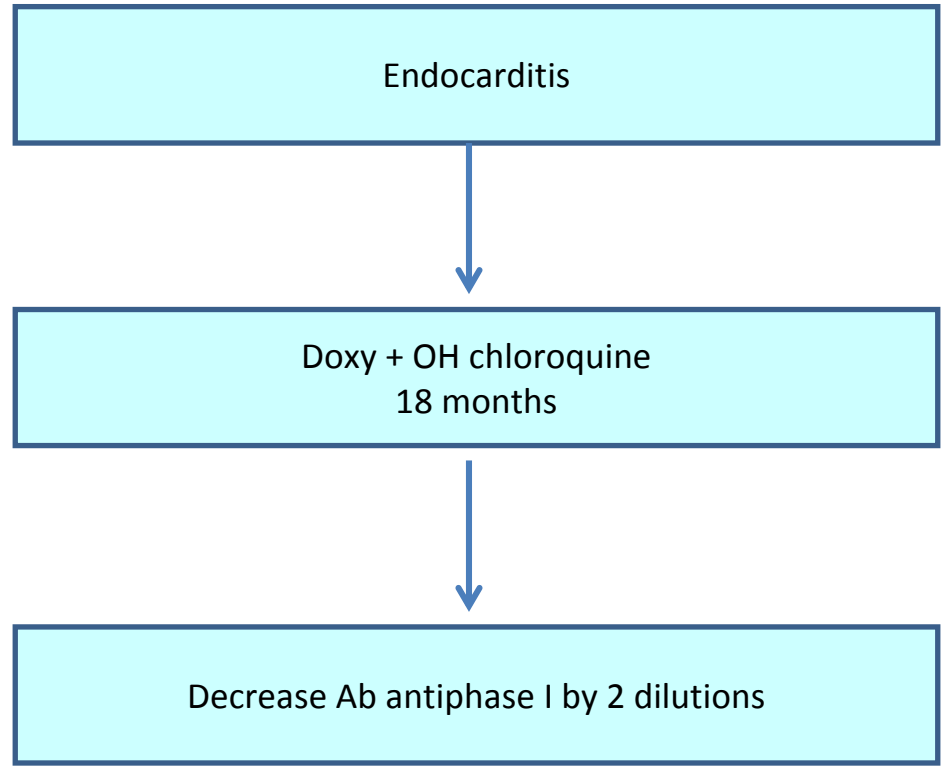 Endocarditis
Doxy + OH chloroquine
18 months
Decrease Ab antiphase I by 2 dilutions